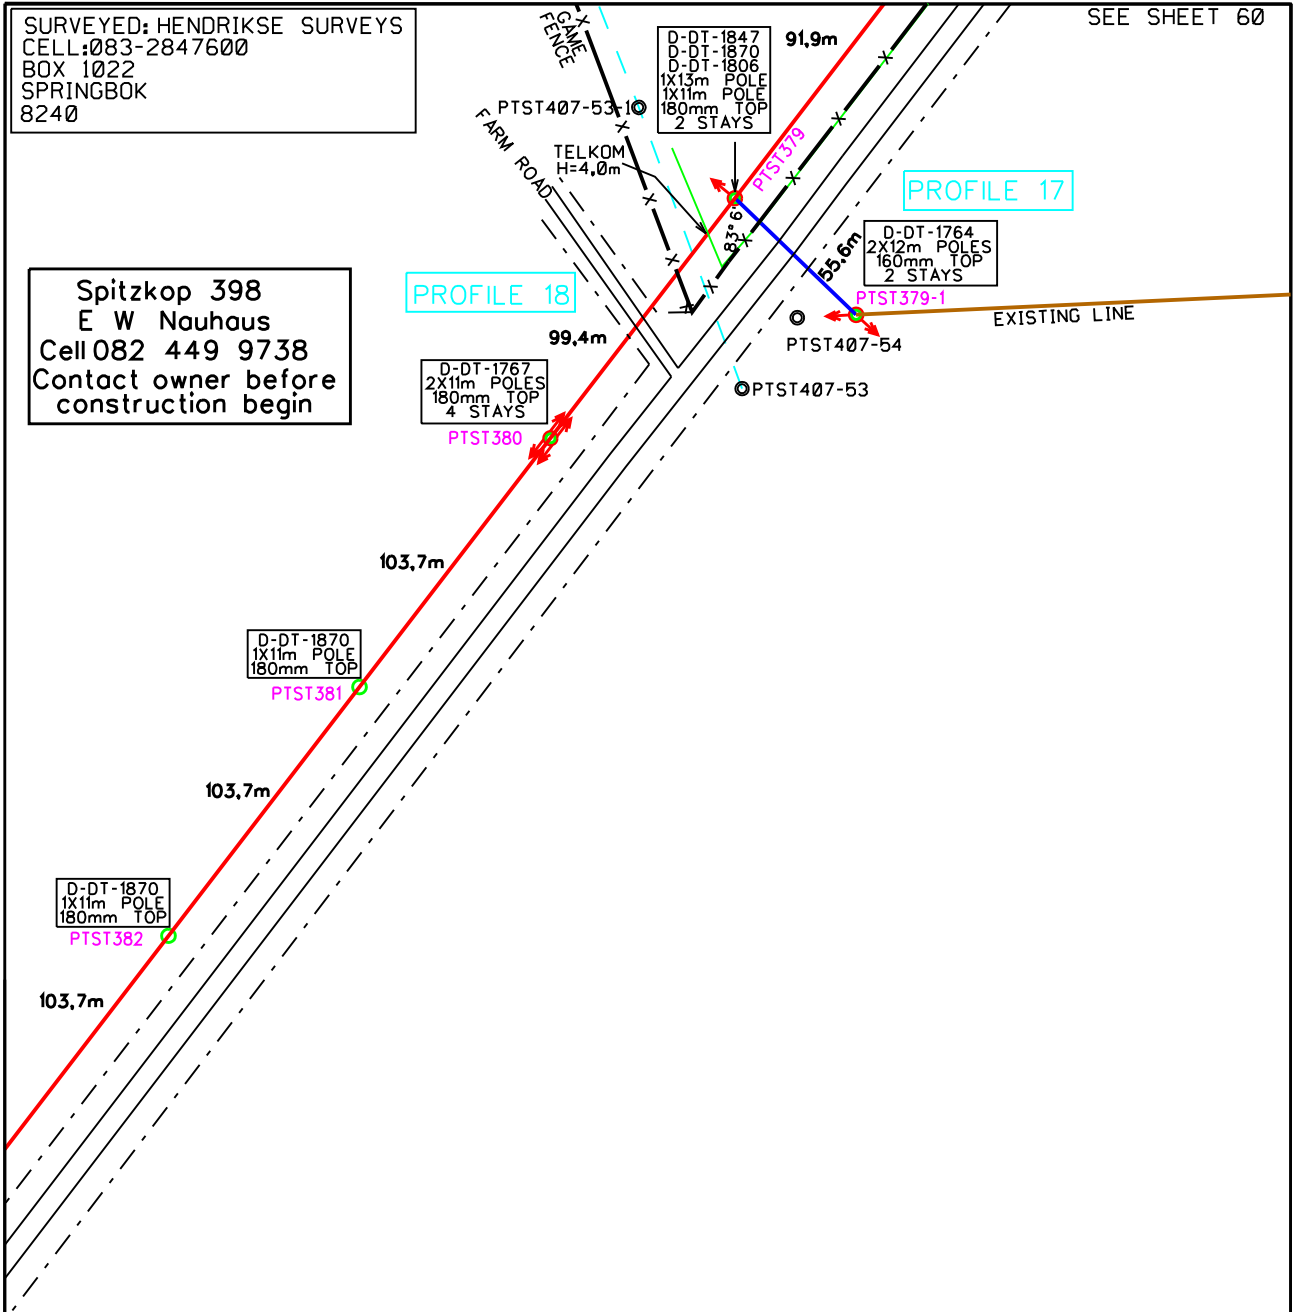 SURVEYED: HENDRIKSE SURVEYS
CELL:083-2847600
BOX 1022
SPRINGBOK
8240
SEE SHEET 60
GAME
FENCE
D-DT-1847
D-DT-1870
D-DT-1806
1X13m POLE
1X11m POLE
180mm TOP
2 STAYS
91,9m
PTST407-53-1
FARM ROAD
TELKOM
H=4,0m
PTST379
83°6'
PROFILE 17
D-DT-1764
2X12m POLES
160mm TOP
2 STAYS
55,6m
PTST379-1
EXISTING LINE
PTST407-54
PTST407-53
Spitzkop 398
E W Nauhaus
Cell 082 449 9738
Contact owner before
construction begin
PROFILE 18
99,4m
D-DT-1767
2X11m POLES
180mm TOP
4 STAYS
PTST380
103,7m
D-DT-1870
1X11m POLE
180mm TOP
PTST381
103,7m
D-DT-1870
1X11m POLE
180mm TOP
PTST382
103,7m